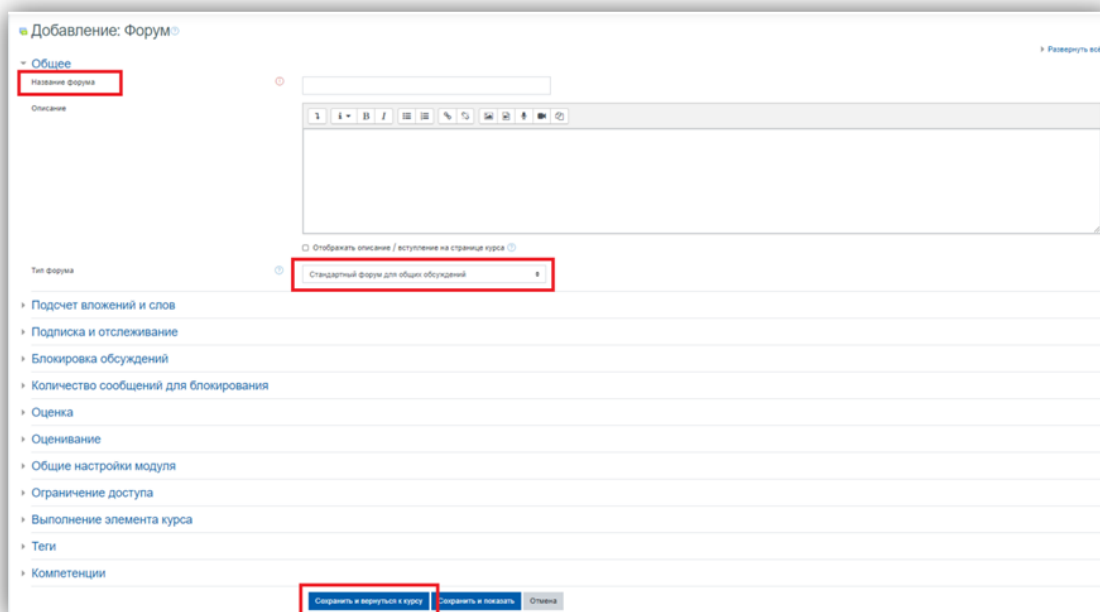 Добавление: Форум
Развернуть всё
Общее
Название форума
Описание
Отображать описание / вступление на странице курса
Тип форума
Стандартный форум для общих обсуждений
Подсчет вложений и слов
Подписка и отслеживание
Блокировка обсуждений
Количество сообщений для блокирования
Оценка
Оценивание
Общие настройки модуля
Ограничение доступа
Выполнение элемента курса
Теги
Компетенции
Сохранить и вернуться к курсу Сохранить и показать Отмена